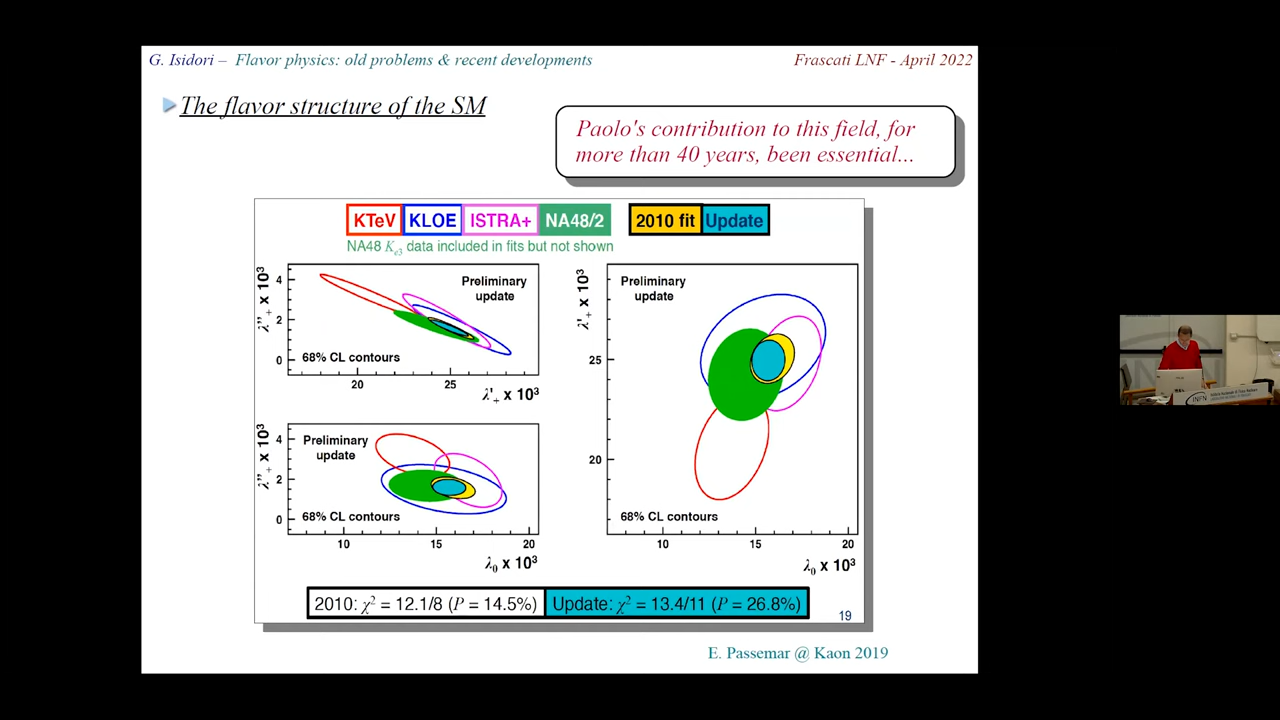 G. Isidori – Flavor physics: old problems & recent developments
Frascati LNF - April 2022
The flavor structure of the SM
Paolo's contribution to this field, for
more than 40 years, been essential...
KTeV KLOE ISTRA+ NA48/2 2010 fit Update
NA48 Ke3 data included in fits but not shown
λ''+ x 10³
4
2
0
Preliminary
update
68% CL contours
20 25
λ'+ x 10³
λ''+ x 10³
4
2
0
Preliminary
update
68% CL contours
10 15 20
λ0 x 10³
λ'+ x 10³
25
20
Preliminary
update
68% CL contours
10 15 20
λ0 x 10³
2010: χ² = 12.1/8 (P = 14.5%) Update: χ² = 13.4/11 (P = 26.8%)
19
E. Passemar @ Kaon 2019
INFN